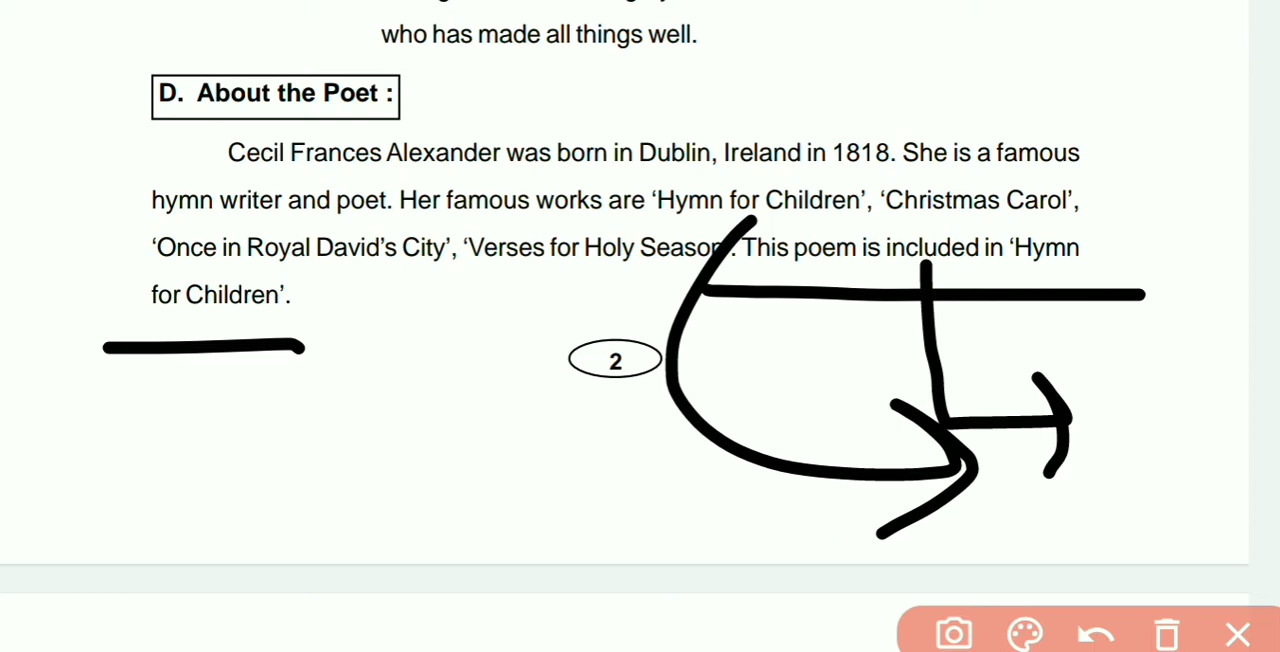 who has made all things well.
D. About the Poet :
Cecil Frances Alexander was born in Dublin, Ireland in 1818. She is a famous
hymn writer and poet. Her famous works are ‘Hymn for Children’, ‘Christmas Carol’,
‘Once in Royal David’s City’, ‘Verses for Holy Season’. This poem is included in ‘Hymn
for Children’.
2